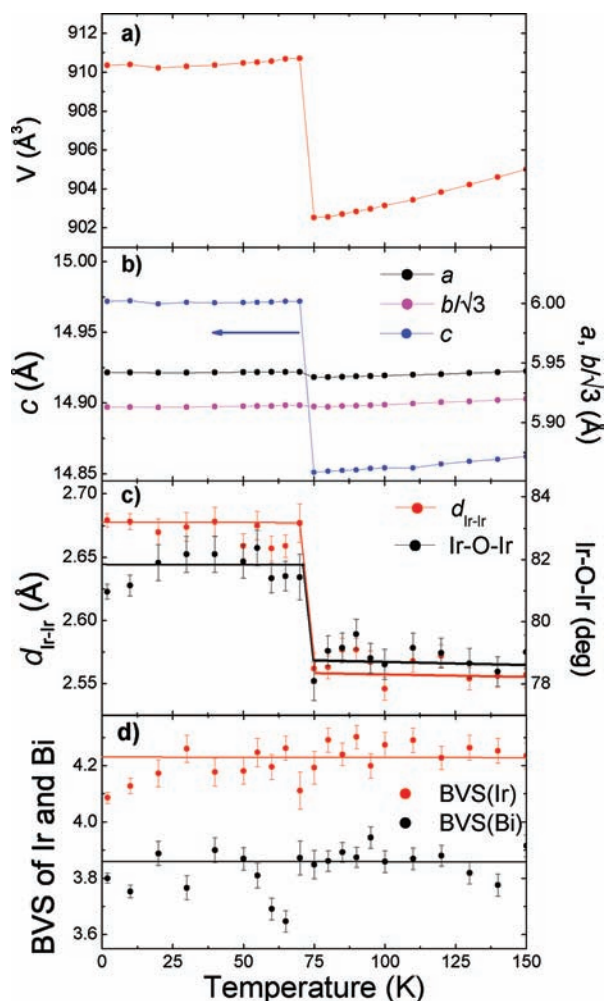 a)
912
910
908
906
904
902
V (Å³)
b)
15.00
14.95
14.90
14.85
c (Å)
a
b/√3
c
6.00
5.95
5.90
a, b/√3 (Å)
c)
2.70
2.65
2.60
2.55
d_Ir-Ir (Å)
d_Ir-Ir
Ir-O-Ir
84
82
80
78
Ir-O-Ir (deg)
d)
4.2
4.0
3.8
3.6
BVS of Ir and Bi
BVS(Ir)
BVS(Bi)
0 25 50 75 100 125 150
Temperature (K)